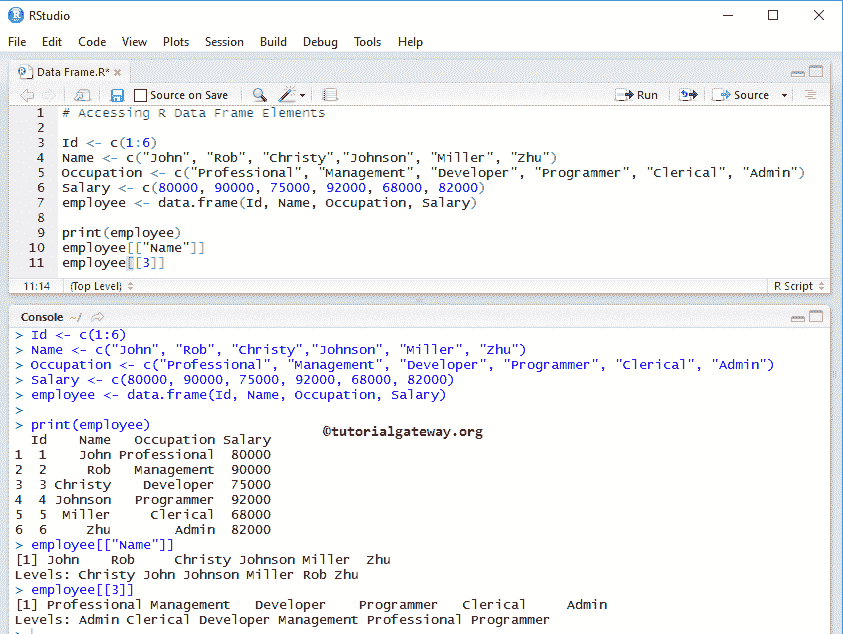 RStudio
File Edit Code View Plots Session Build Debug Tools Help
Data Frame.R*
Source on Save Run Source
1 # Accessing R Data Frame Elements
2
3 Id <- c(1:6)
4 Name <- c("John", "Rob", "Christy","Johnson", "Miller", "Zhu")
5 Occupation <- c("Professional", "Management", "Developer", "Programmer", "Clerical", "Admin")
6 Salary <- c(80000, 90000, 75000, 92000, 68000, 82000)
7 employee <- data.frame(Id, Name, Occupation, Salary)
8
9 print(employee)
10 employee[["Name"]]
11 employee[[3]]
11:14 (Top Level) R Script
Console ~/
> Id <- c(1:6)
> Name <- c("John", "Rob", "Christy","Johnson", "Miller", "Zhu")
> Occupation <- c("Professional", "Management", "Developer", "Programmer", "Clerical", "Admin")
> Salary <- c(80000, 90000, 75000, 92000, 68000, 82000)
> employee <- data.frame(Id, Name, Occupation, Salary)
>
> print(employee)
©tutorialgateway.org
  Id    Name   Occupation Salary
1  1    John Professional  80000
2  2     Rob   Management  90000
3  3 Christy    Developer  75000
4  4 Johnson   Programmer  92000
5  5  Miller     Clerical  68000
6  6     Zhu        Admin  82000
> employee[["Name"]]
[1] John    Rob     Christy Johnson Miller  Zhu
Levels: Christy John Johnson Miller Rob Zhu
> employee[[3]]
[1] Professional Management   Developer    Programmer   Clerical     Admin
Levels: Admin Clerical Developer Management Professional Programmer
>